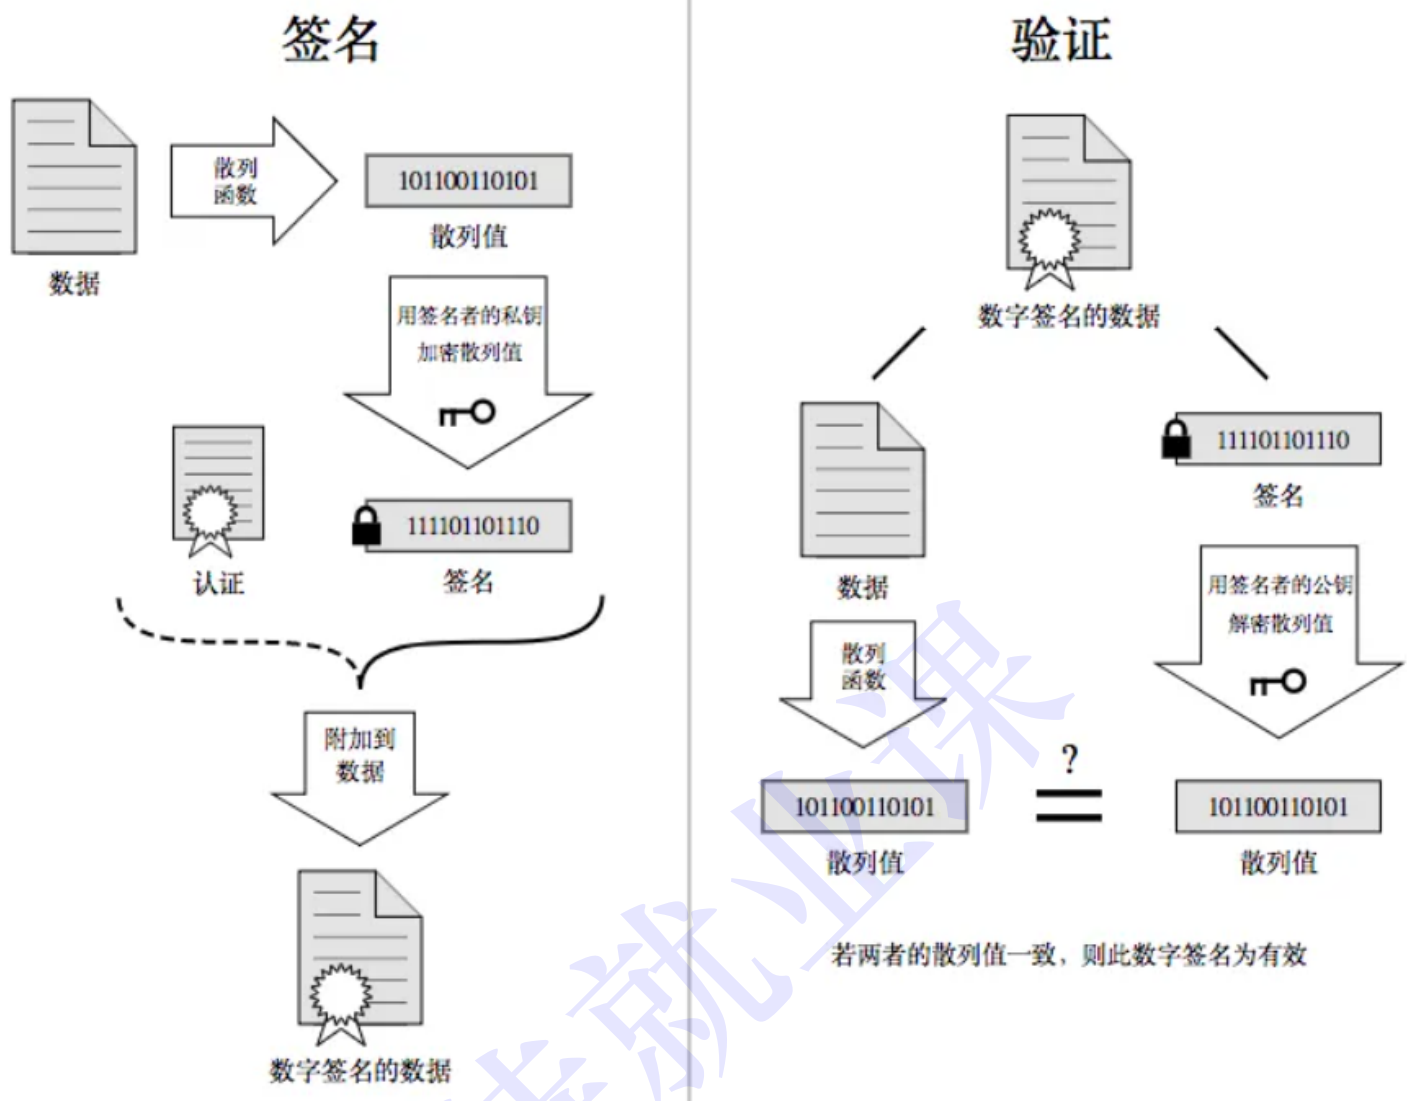 签名
散列
函数
101100110101
散列值
数据
用签名者的私钥
加密散列值
111101101110
认证
签名
附加到
数据
数字签名的数据
验证
数字签名的数据
数据
111101101110
签名
散列
函数
用签名者的公钥
解密散列值
?
101100110101
101100110101
散列值
散列值
若两者的散列值一致，则此数字签名为有效
就业课